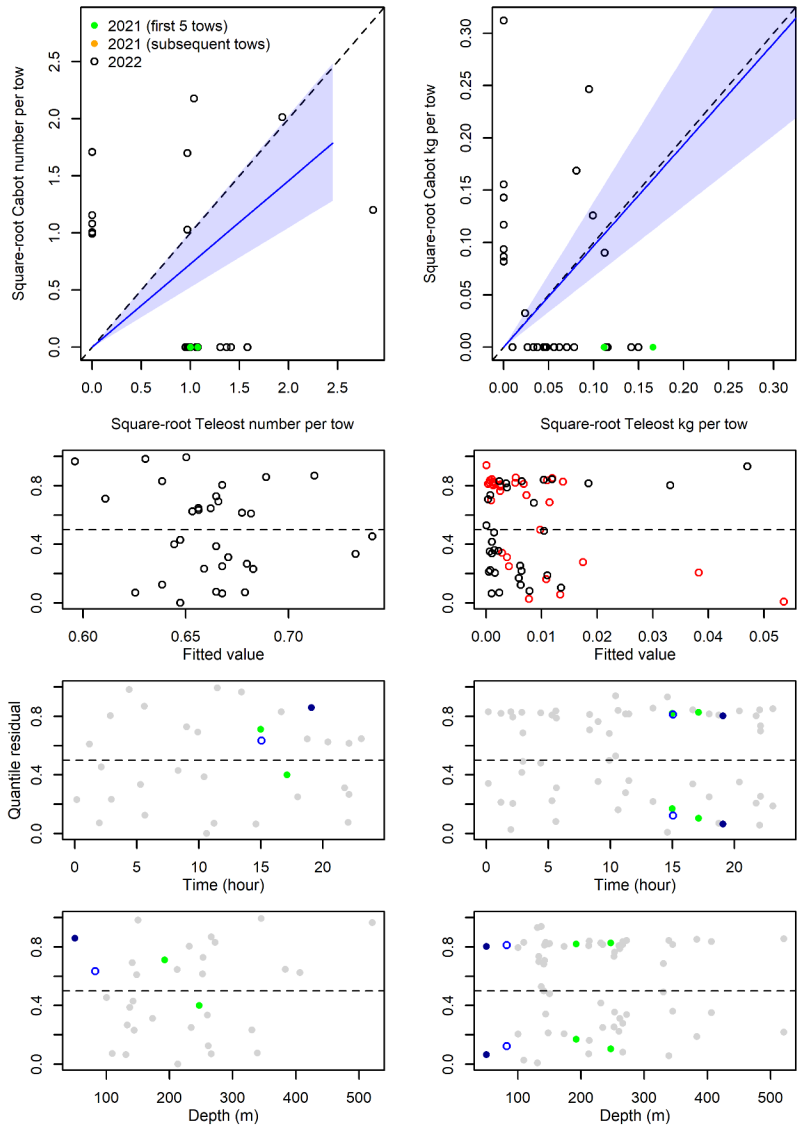 2021 (first 5 tows)
2021 (subsequent tows)
2022
Square-root Cabot number per tow
0.0 0.5 1.0 1.5 2.0 2.5
0.0 0.5 1.0 1.5 2.0 2.5
Square-root Teleost number per tow
Square-root Cabot kg per tow
0.00 0.05 0.10 0.15 0.20 0.25 0.30
0.00 0.05 0.10 0.15 0.20 0.25 0.30
Square-root Teleost kg per tow
0.0 0.4 0.8
0.60 0.65 0.70
Fitted value
0.0 0.4 0.8
0.00 0.01 0.02 0.03 0.04 0.05
Fitted value
Quantile residual
0.0 0.4 0.8
0 5 10 15 20
Time (hour)
0.0 0.4 0.8
0 5 10 15 20
Time (hour)
0.0 0.4 0.8
100 200 300 400 500
Depth (m)
0.0 0.4 0.8
100 200 300 400 500
Depth (m)